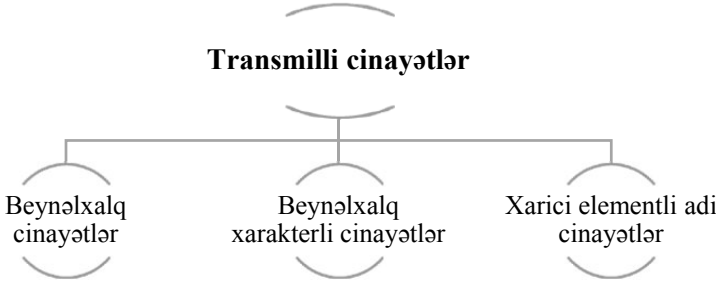 Transmilli cinayətlər
Beynəlxalq
cinayətlər
Beynəlxalq
xarakterli cinayətlər
Xarici elementli adi
cinayətlər